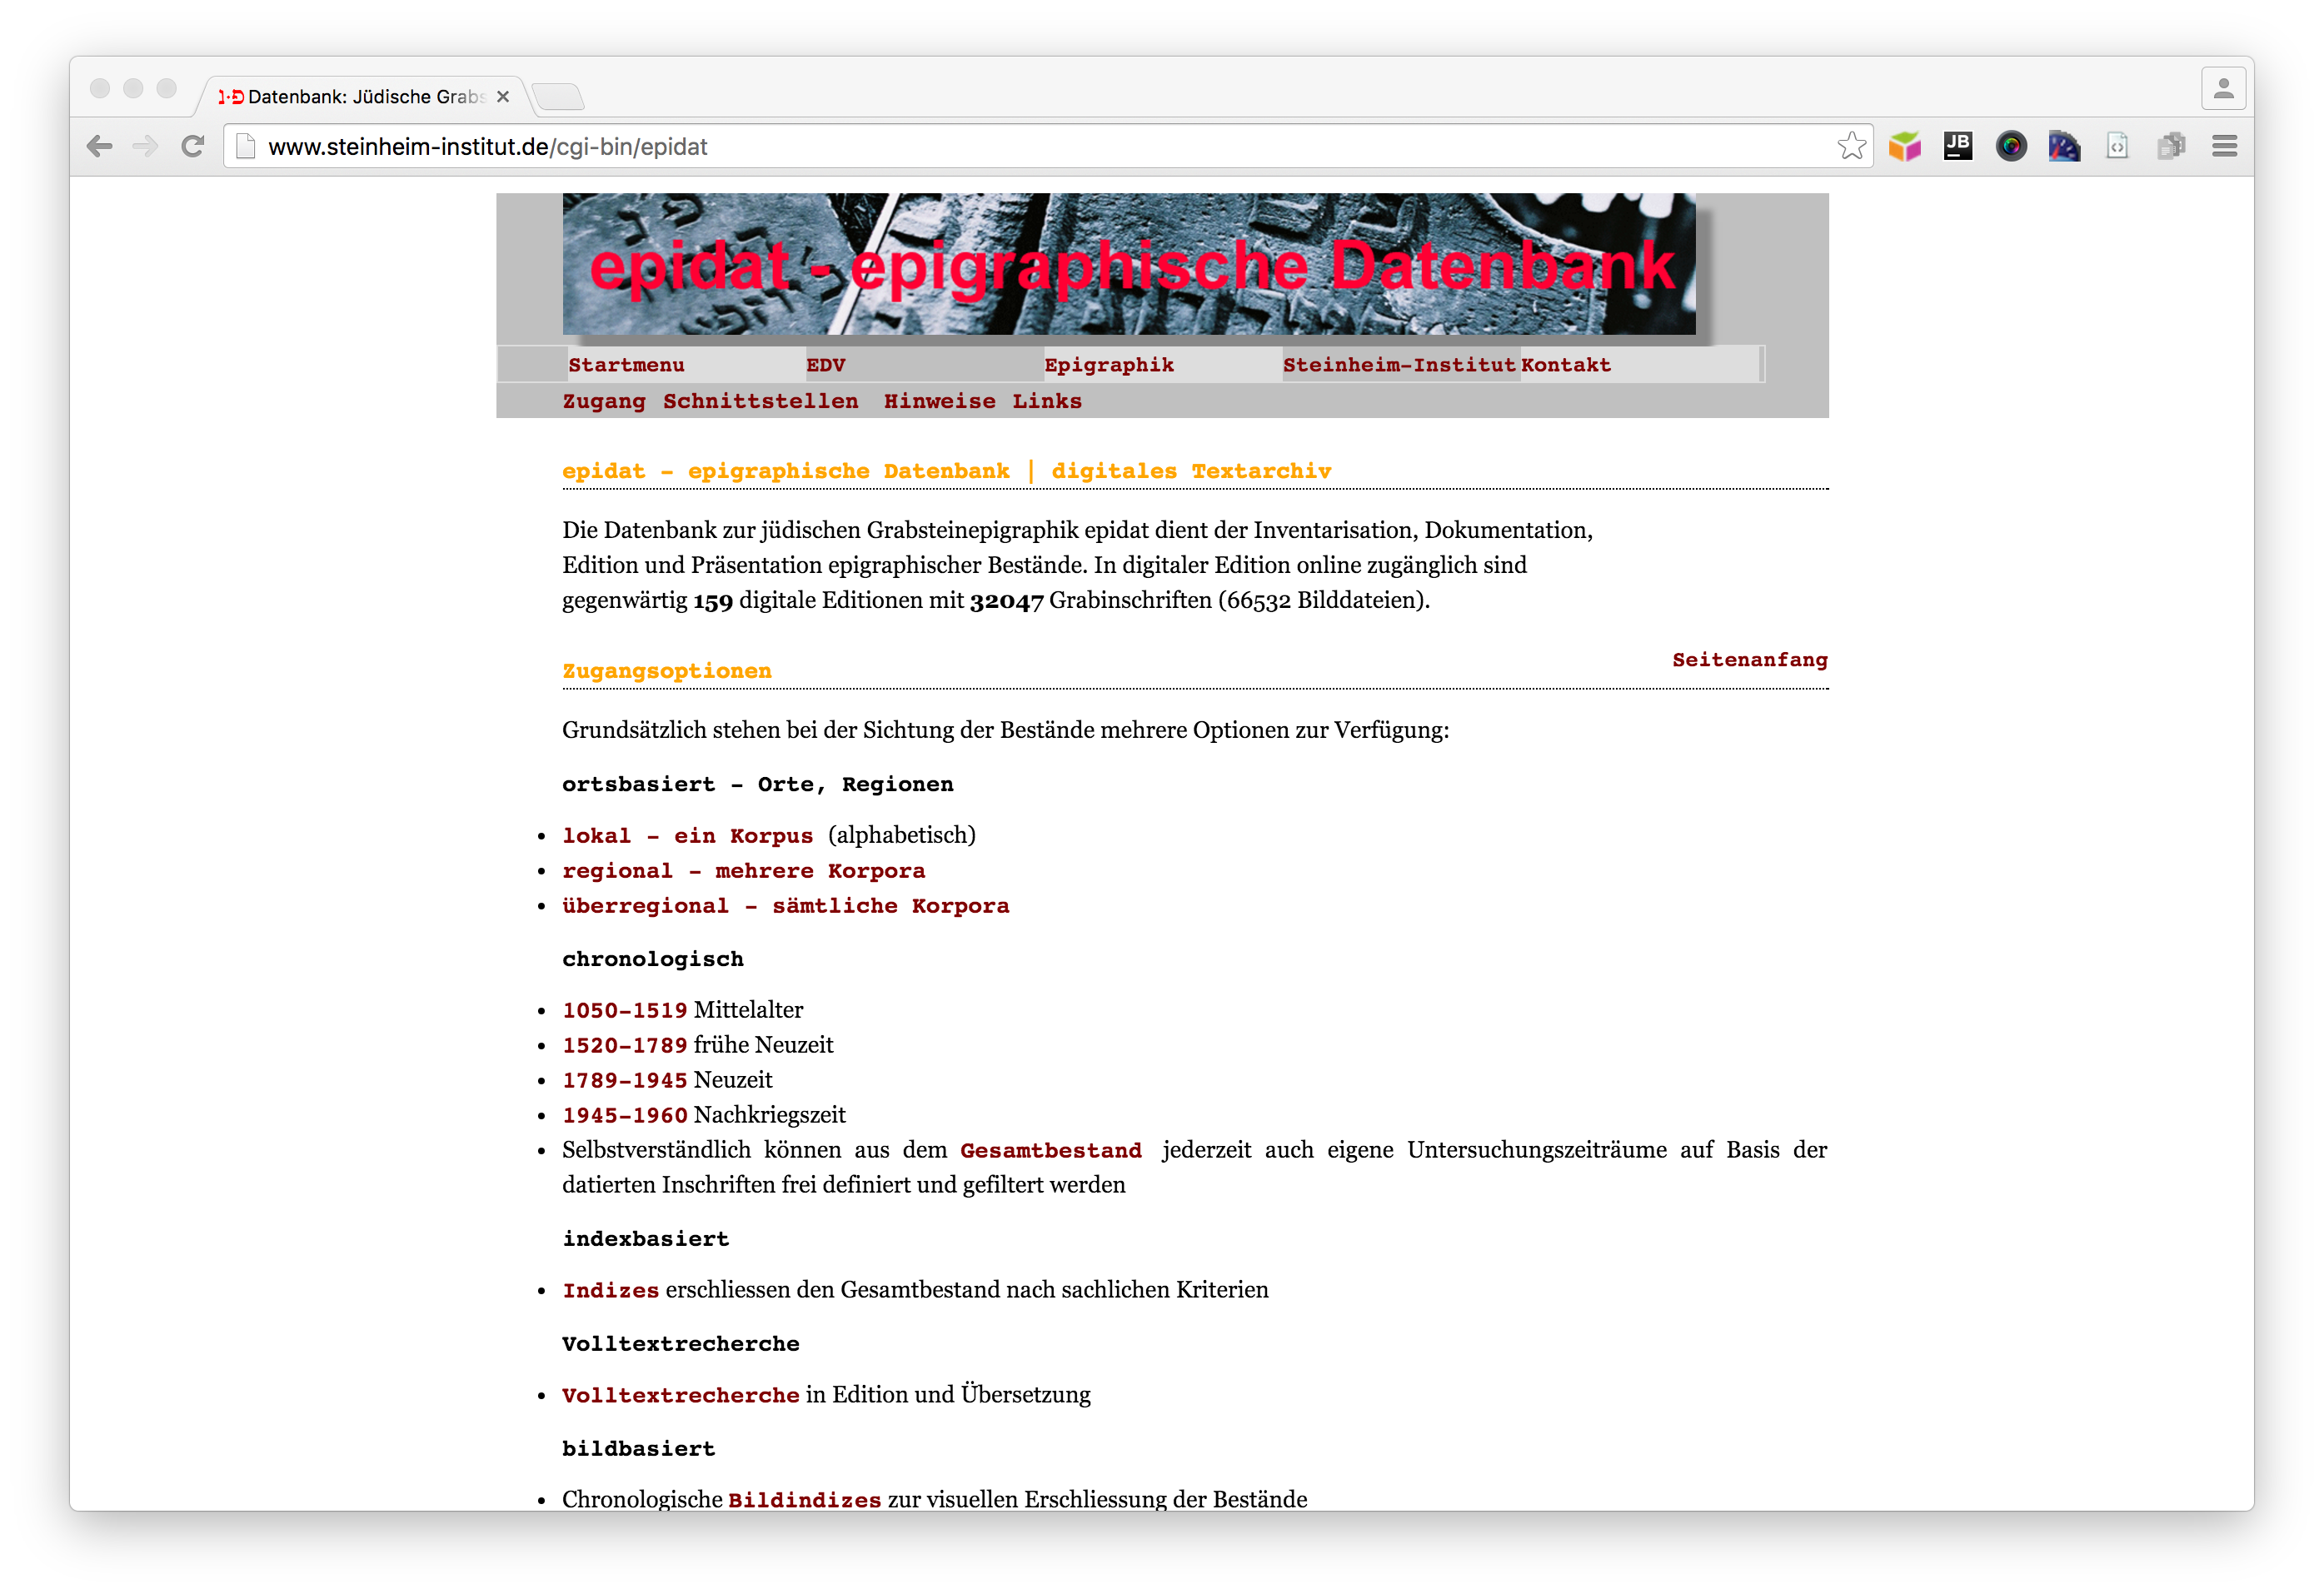 פ·נ Datenbank: Jüdische Grabs
www.steinheim-institut.de/cgi-bin/epidat
JB
epidat - epigraphische Datenbank
Startmenu EDV Epigraphik Steinheim-Institut Kontakt
Zugang Schnittstellen Hinweise Links
epidat - epigraphische Datenbank | digitales Textarchiv
Die Datenbank zur jüdischen Grabsteinepigraphik epidat dient der Inventarisation, Dokumentation,
Edition und Präsentation epigraphischer Bestände. In digitaler Edition online zugänglich sind
gegenwärtig 159 digitale Editionen mit 32047 Grabinschriften (66532 Bilddateien).
Seitenanfang
Zugangsoptionen
Grundsätzlich stehen bei der Sichtung der Bestände mehrere Optionen zur Verfügung:
ortsbasiert - Orte, Regionen
• lokal - ein Korpus (alphabetisch)
• regional - mehrere Korpora
• überregional - sämtliche Korpora
chronologisch
• 1050-1519 Mittelalter
• 1520-1789 frühe Neuzeit
• 1789-1945 Neuzeit
• 1945-1960 Nachkriegszeit
• Selbstverständlich können aus dem Gesamtbestand jederzeit auch eigene Untersuchungszeiträume auf Basis der
datierten Inschriften frei definiert und gefiltert werden
indexbasiert
• Indizes erschliessen den Gesamtbestand nach sachlichen Kriterien
Volltextrecherche
• Volltextrecherche in Edition und Übersetzung
bildbasiert
• Chronologische Bildindizes zur visuellen Erschliessung der Bestände